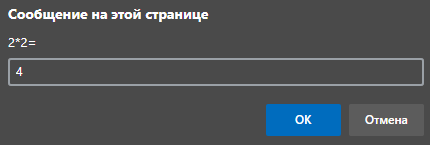 Сообщение на этой странице
2*2=
4
ОК Отмена